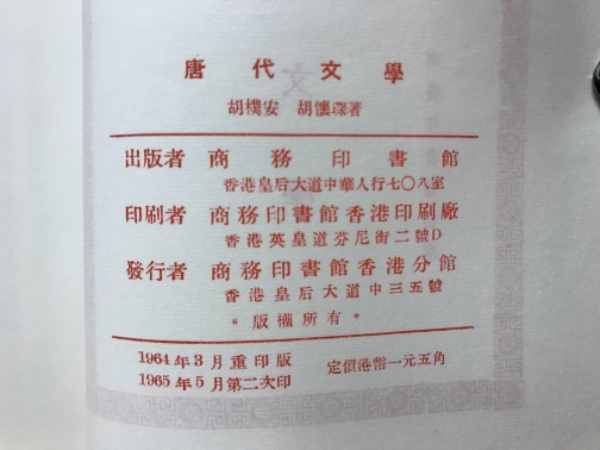 唐代文學
胡樸安 胡懷琛著
出版者 商務印書館
香港皇后大道中華人行七〇八室
印刷者 商務印書館香港印刷廠
香港英皇道芬尼街二號D
發行者 商務印書館香港分館
香港皇后大道中三五號
*版權所有*
1964年3月重印版
1965年5月第二次印
定價港幣一元五角